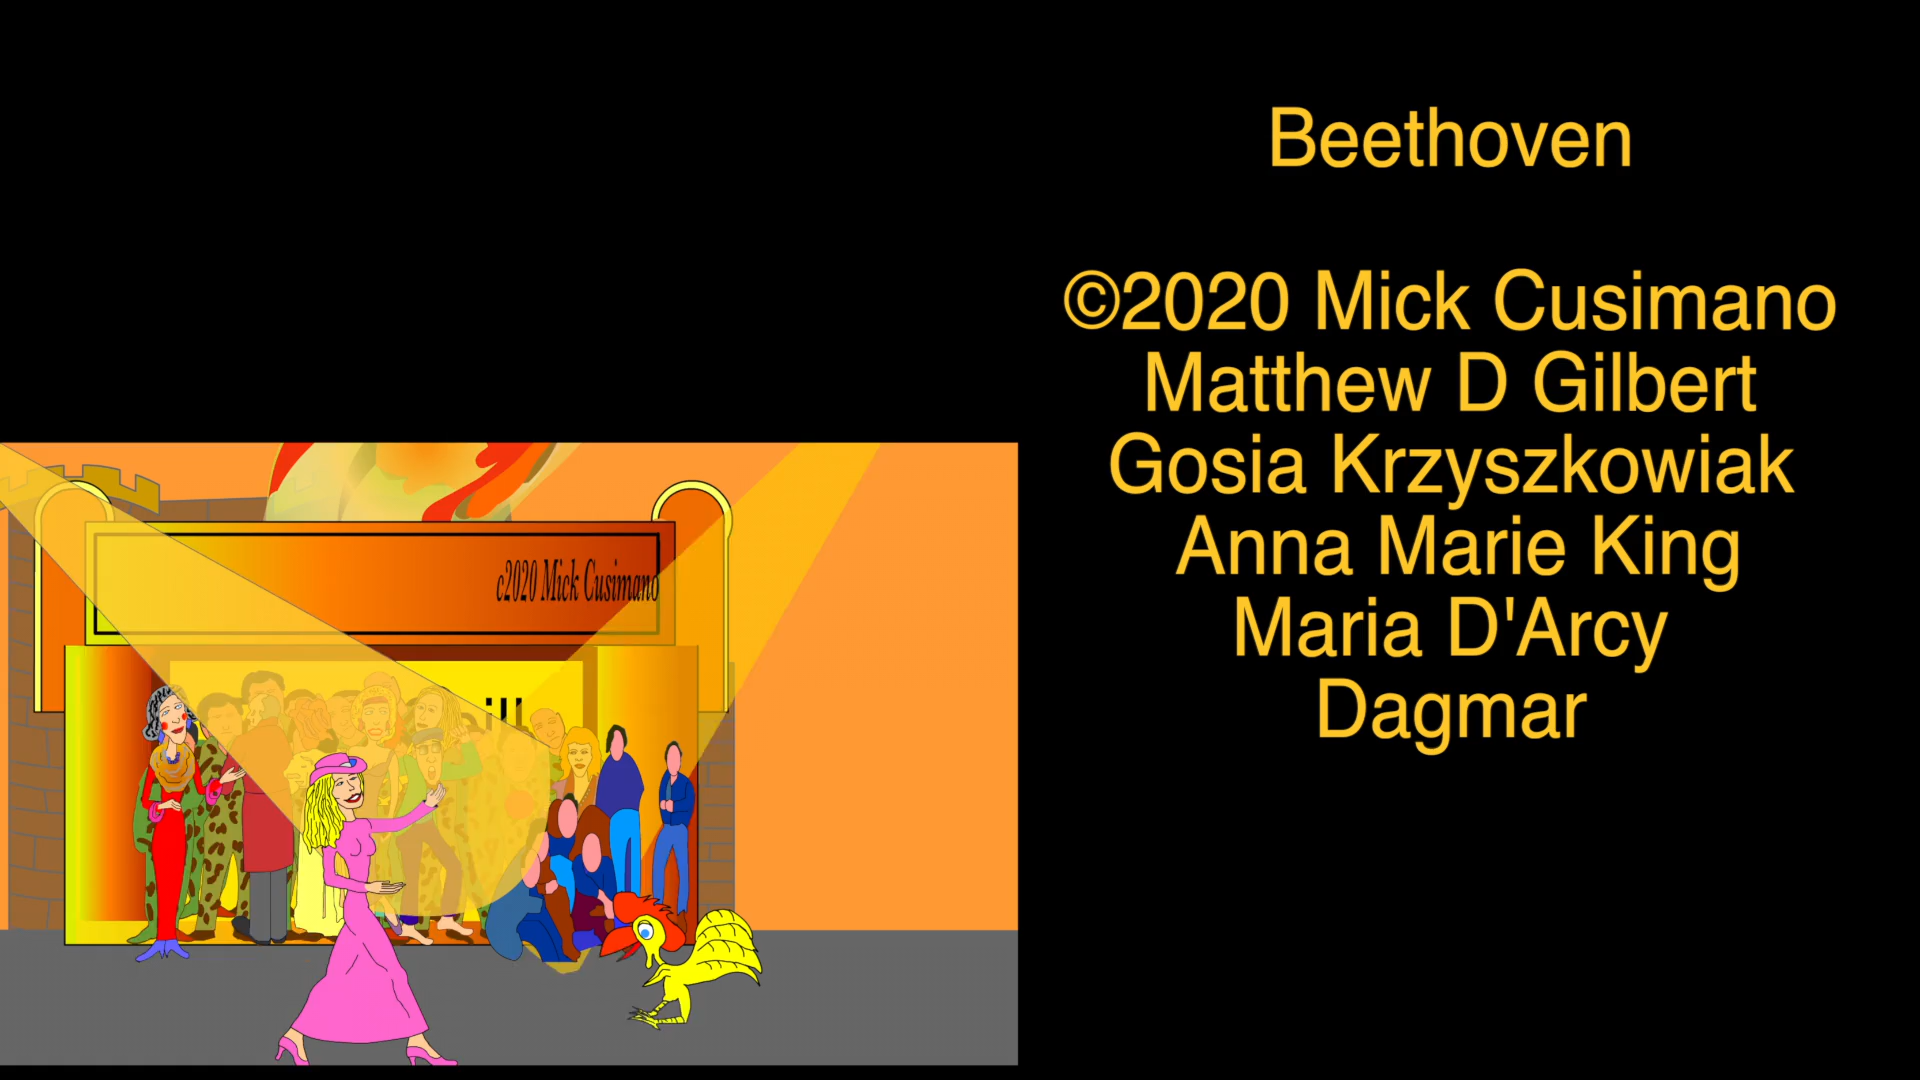 Beethoven
©2020 Mick Cusimano
Matthew D Gilbert
Gosia Krzyszkowiak
Anna Marie King
Maria D'Arcy
Dagmar
c2020 Mick Cusimano